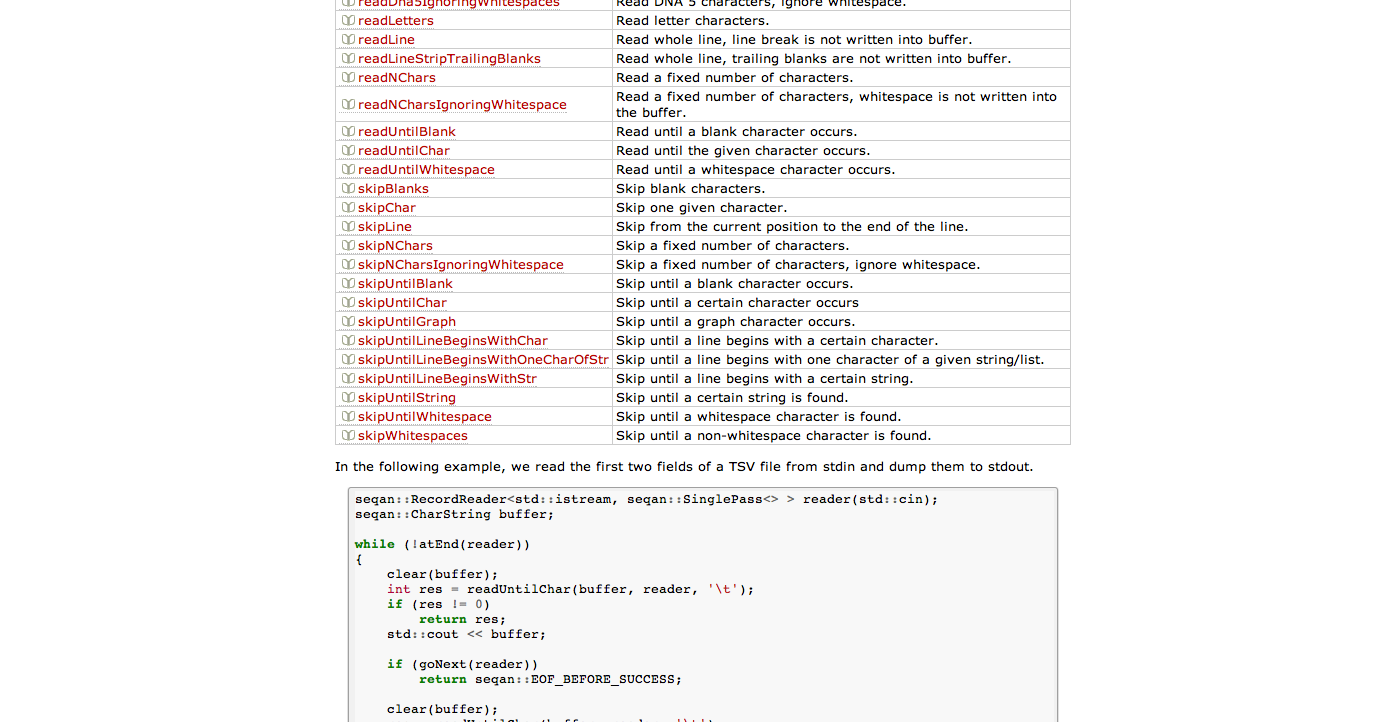 readDna5IgnoringWhitespaces Read DNA 5 characters, ignore whitespace.
readLetters Read letter characters.
readLine Read whole line, line break is not written into buffer.
readLineStripTrailingBlanks Read whole line, trailing blanks are not written into buffer.
readNChars Read a fixed number of characters.
readNCharsIgnoringWhitespace Read a fixed number of characters, whitespace is not written into
the buffer.
readUntilBlank Read until a blank character occurs.
readUntilChar Read until the given character occurs.
readUntilWhitespace Read until a whitespace character occurs.
skipBlanks Skip blank characters.
skipChar Skip one given character.
skipLine Skip from the current position to the end of the line.
skipNChars Skip a fixed number of characters.
skipNCharsIgnoringWhitespace Skip a fixed number of characters, ignore whitespace.
skipUntilBlank Skip until a blank character occurs.
skipUntilChar Skip until a certain character occurs
skipUntilGraph Skip until a graph character occurs.
skipUntilLineBeginsWithChar Skip until a line begins with a certain character.
skipUntilLineBeginsWithOneCharOfStr Skip until a line begins with one character of a given string/list.
skipUntilLineBeginsWithStr Skip until a line begins with a certain string.
skipUntilString Skip until a certain string is found.
skipUntilWhitespace Skip until a whitespace character is found.
skipWhitespaces Skip until a non-whitespace character is found.
In the following example, we read the first two fields of a TSV file from stdin and dump them to stdout.
seqan::RecordReader<std::istream, seqan::SinglePass<> > reader(std::cin);
seqan::CharString buffer;
while (!atEnd(reader))
{
    clear(buffer);
    int res = readUntilChar(buffer, reader, '\t');
    if (res != 0)
        return res;
    std::cout << buffer;
    if (goNext(reader))
        return seqan::EOF_BEFORE_SUCCESS;
    clear(buffer);